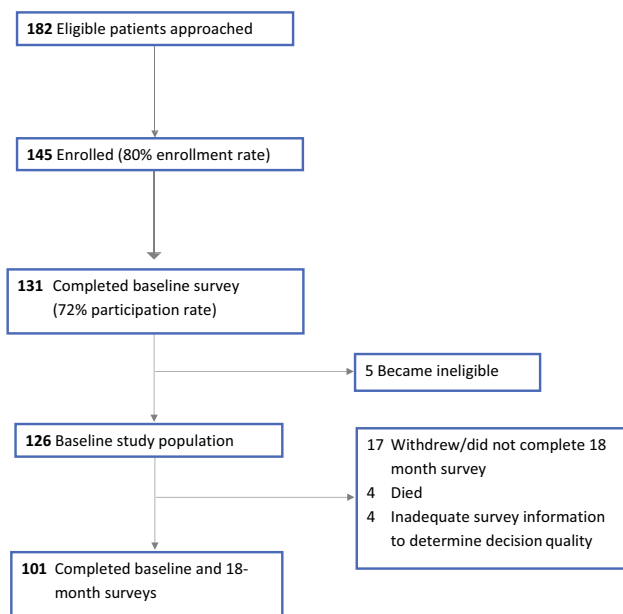 182 Eligible patients approached
145 Enrolled (80% enrollment rate)
131 Completed baseline survey
(72% participation rate)
5 Became ineligible
126 Baseline study population
17 Withdrew/did not complete 18
month survey
4 Died
4 Inadequate survey information
to determine decision quality
101 Completed baseline and 18-
month surveys